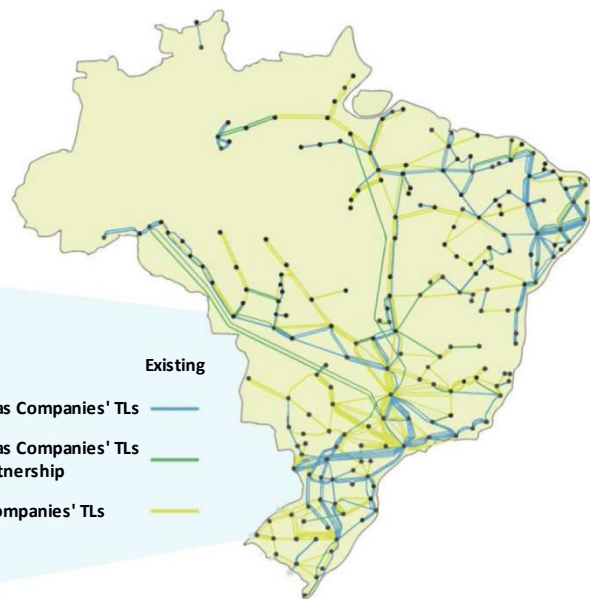 Existing
as Companies' TLs
as Companies' TLs
tnership
ompanies' TLs